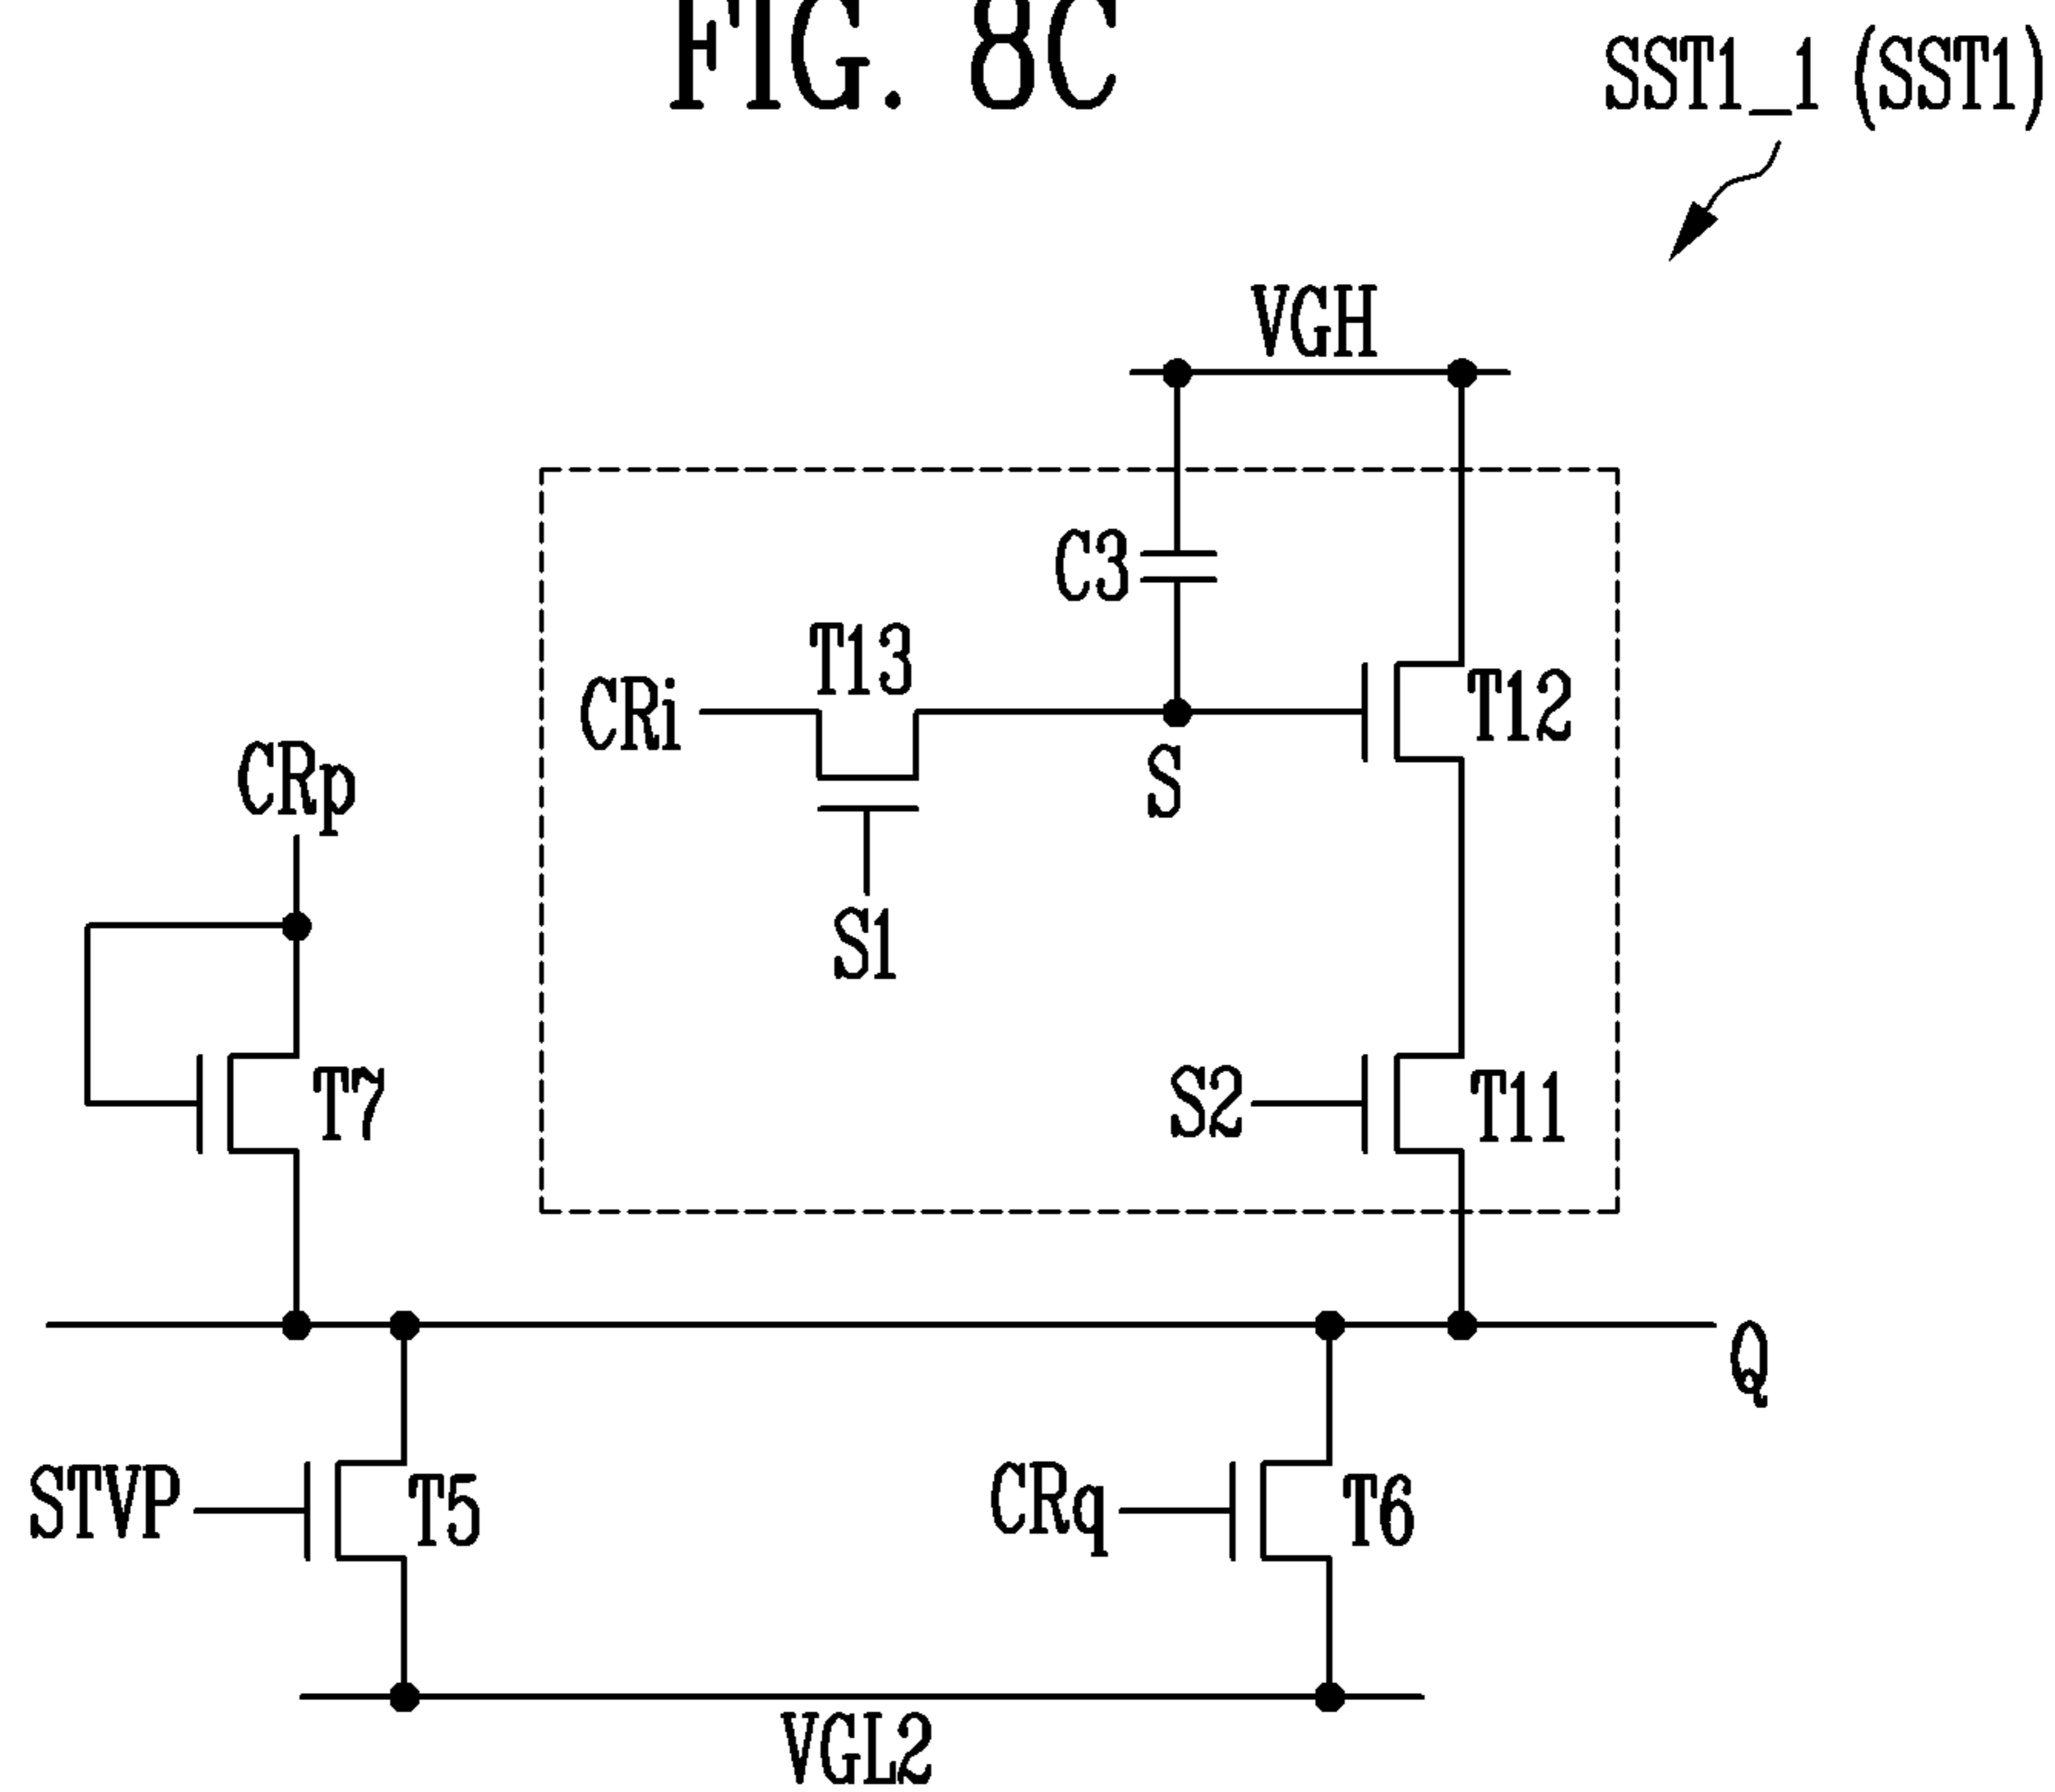 FIG. 8C
SST1_1 (SST1)
VGH
C3
T13
CRi
T12
S
CRp
S1
T7
S2
T11
Q
STVP
T5
CRq
T6
VGL2